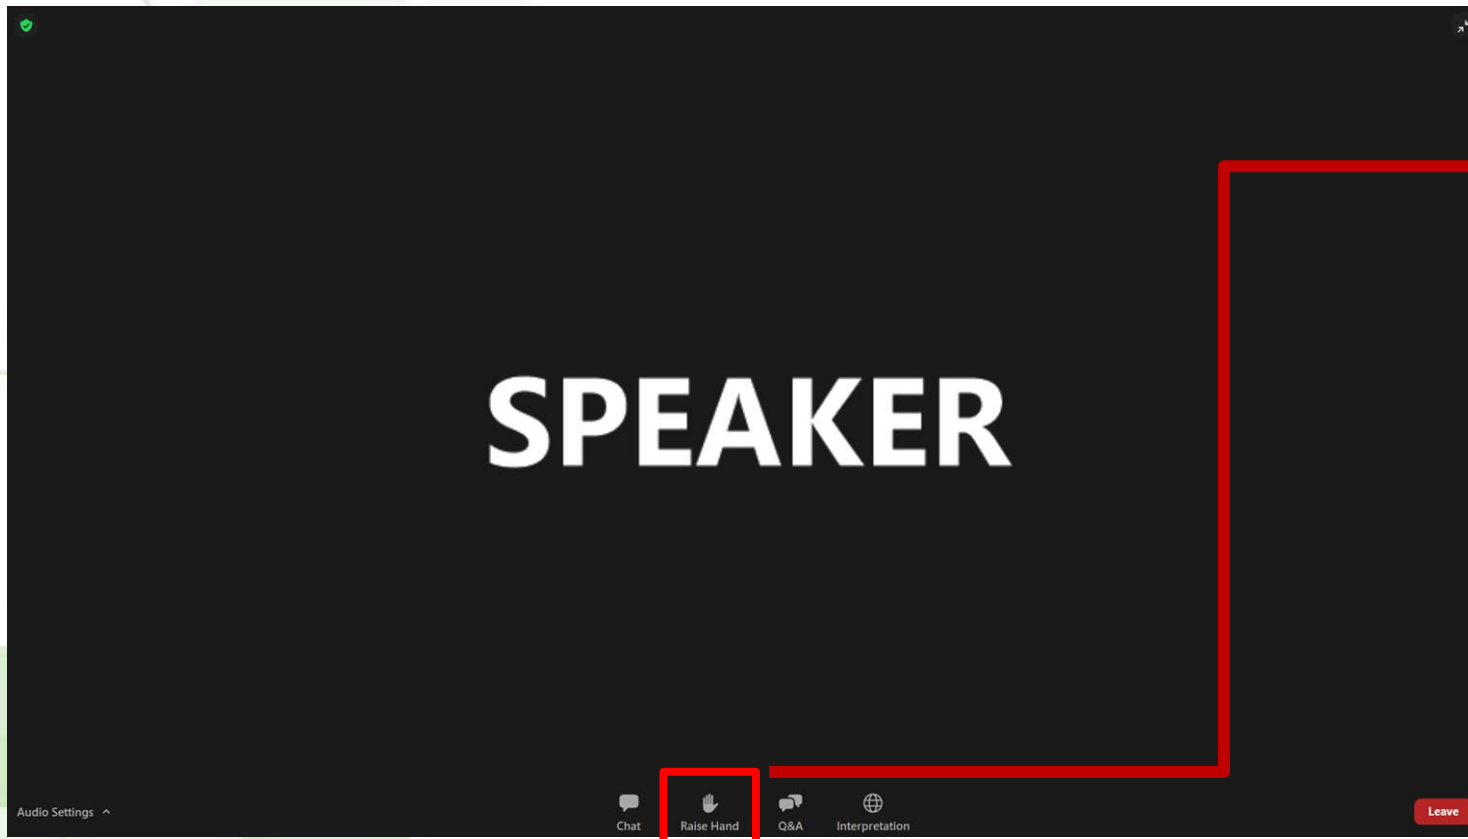 SPEAKER
Audio Settings
Chat
Raise Hand
Q&A
Interpretation
Leave